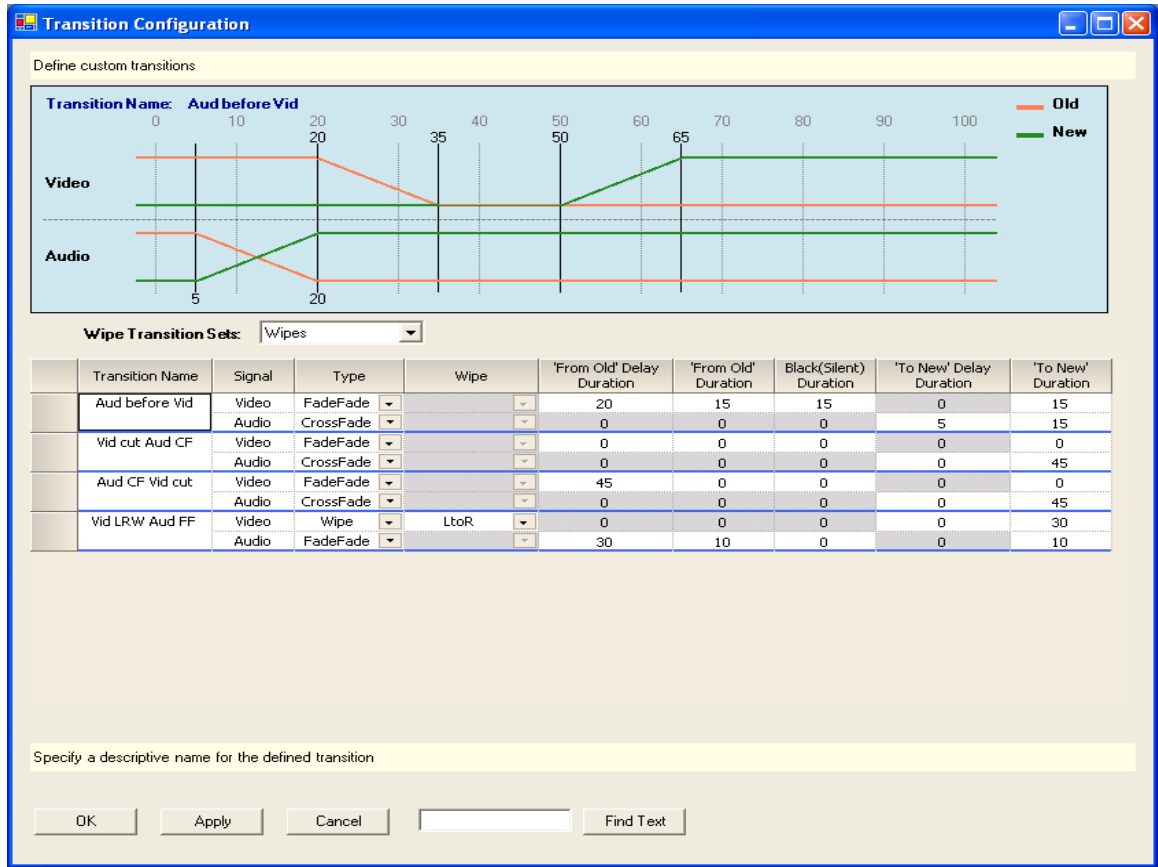 Transition Configuration
Define custom transitions
Transition Name: Aud before Vid
Old
New
0 10 20 30 40 50 60 70 80 90 100
20 35 50 65
Video
Audio
5 20
Wipe Transition Sets: Wipes
Transition Name Signal Type Wipe 'From Old' Delay Duration 'From Old' Duration Black(Silent) Duration 'To New' Delay Duration 'To New' Duration
Aud before Vid Video FadeFade 20 15 15 0 15
Audio CrossFade 0 0 0 5 15
Vid cut Aud CF Video FadeFade 0 0 0 0 0
Audio CrossFade 0 0 0 0 45
Aud CF Vid cut Video FadeFade 45 0 0 0 0
Audio CrossFade 0 0 0 0 45
Vid LRW Aud FF Video Wipe LtoR 0 0 0 0 30
Audio FadeFade 30 10 0 0 10
Specify a descriptive name for the defined transition
OK Apply Cancel Find Text